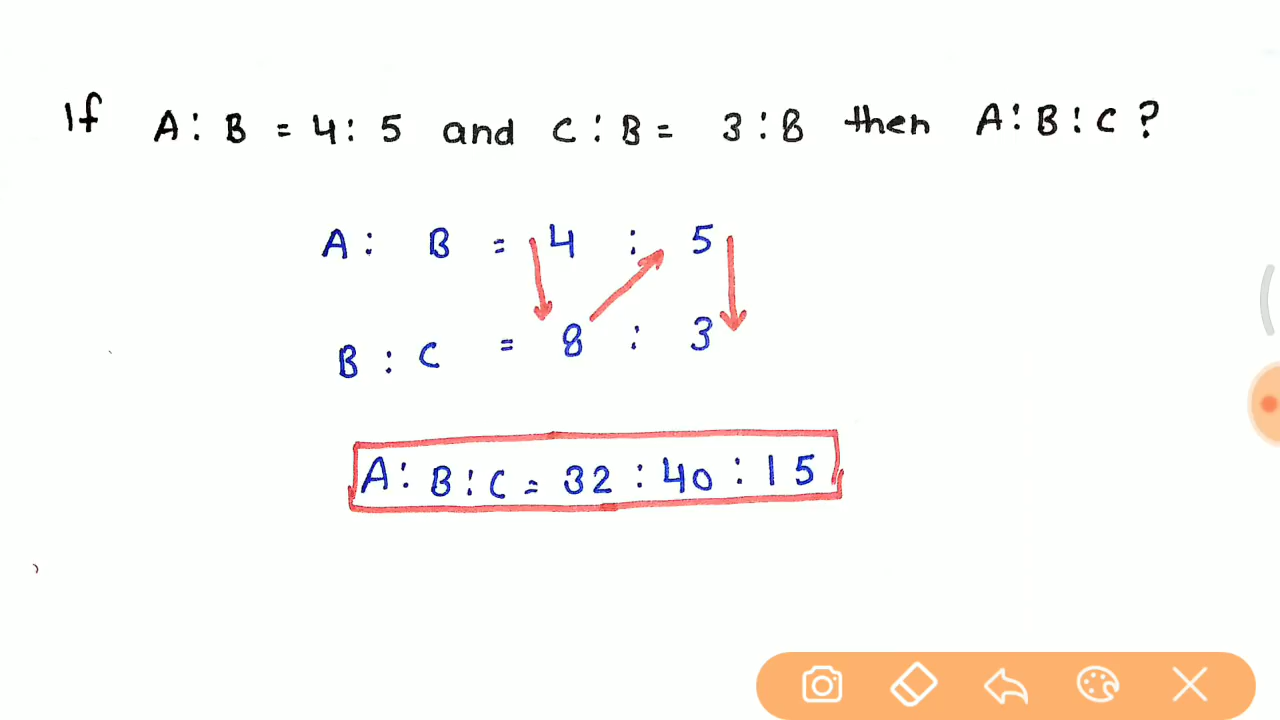 If A : B = 4 : 5 and C : B = 3 : 8 then A : B : C ?
A : B = 4 : 5
B : C = 8 : 3
A : B : C = 32 : 40 : 15